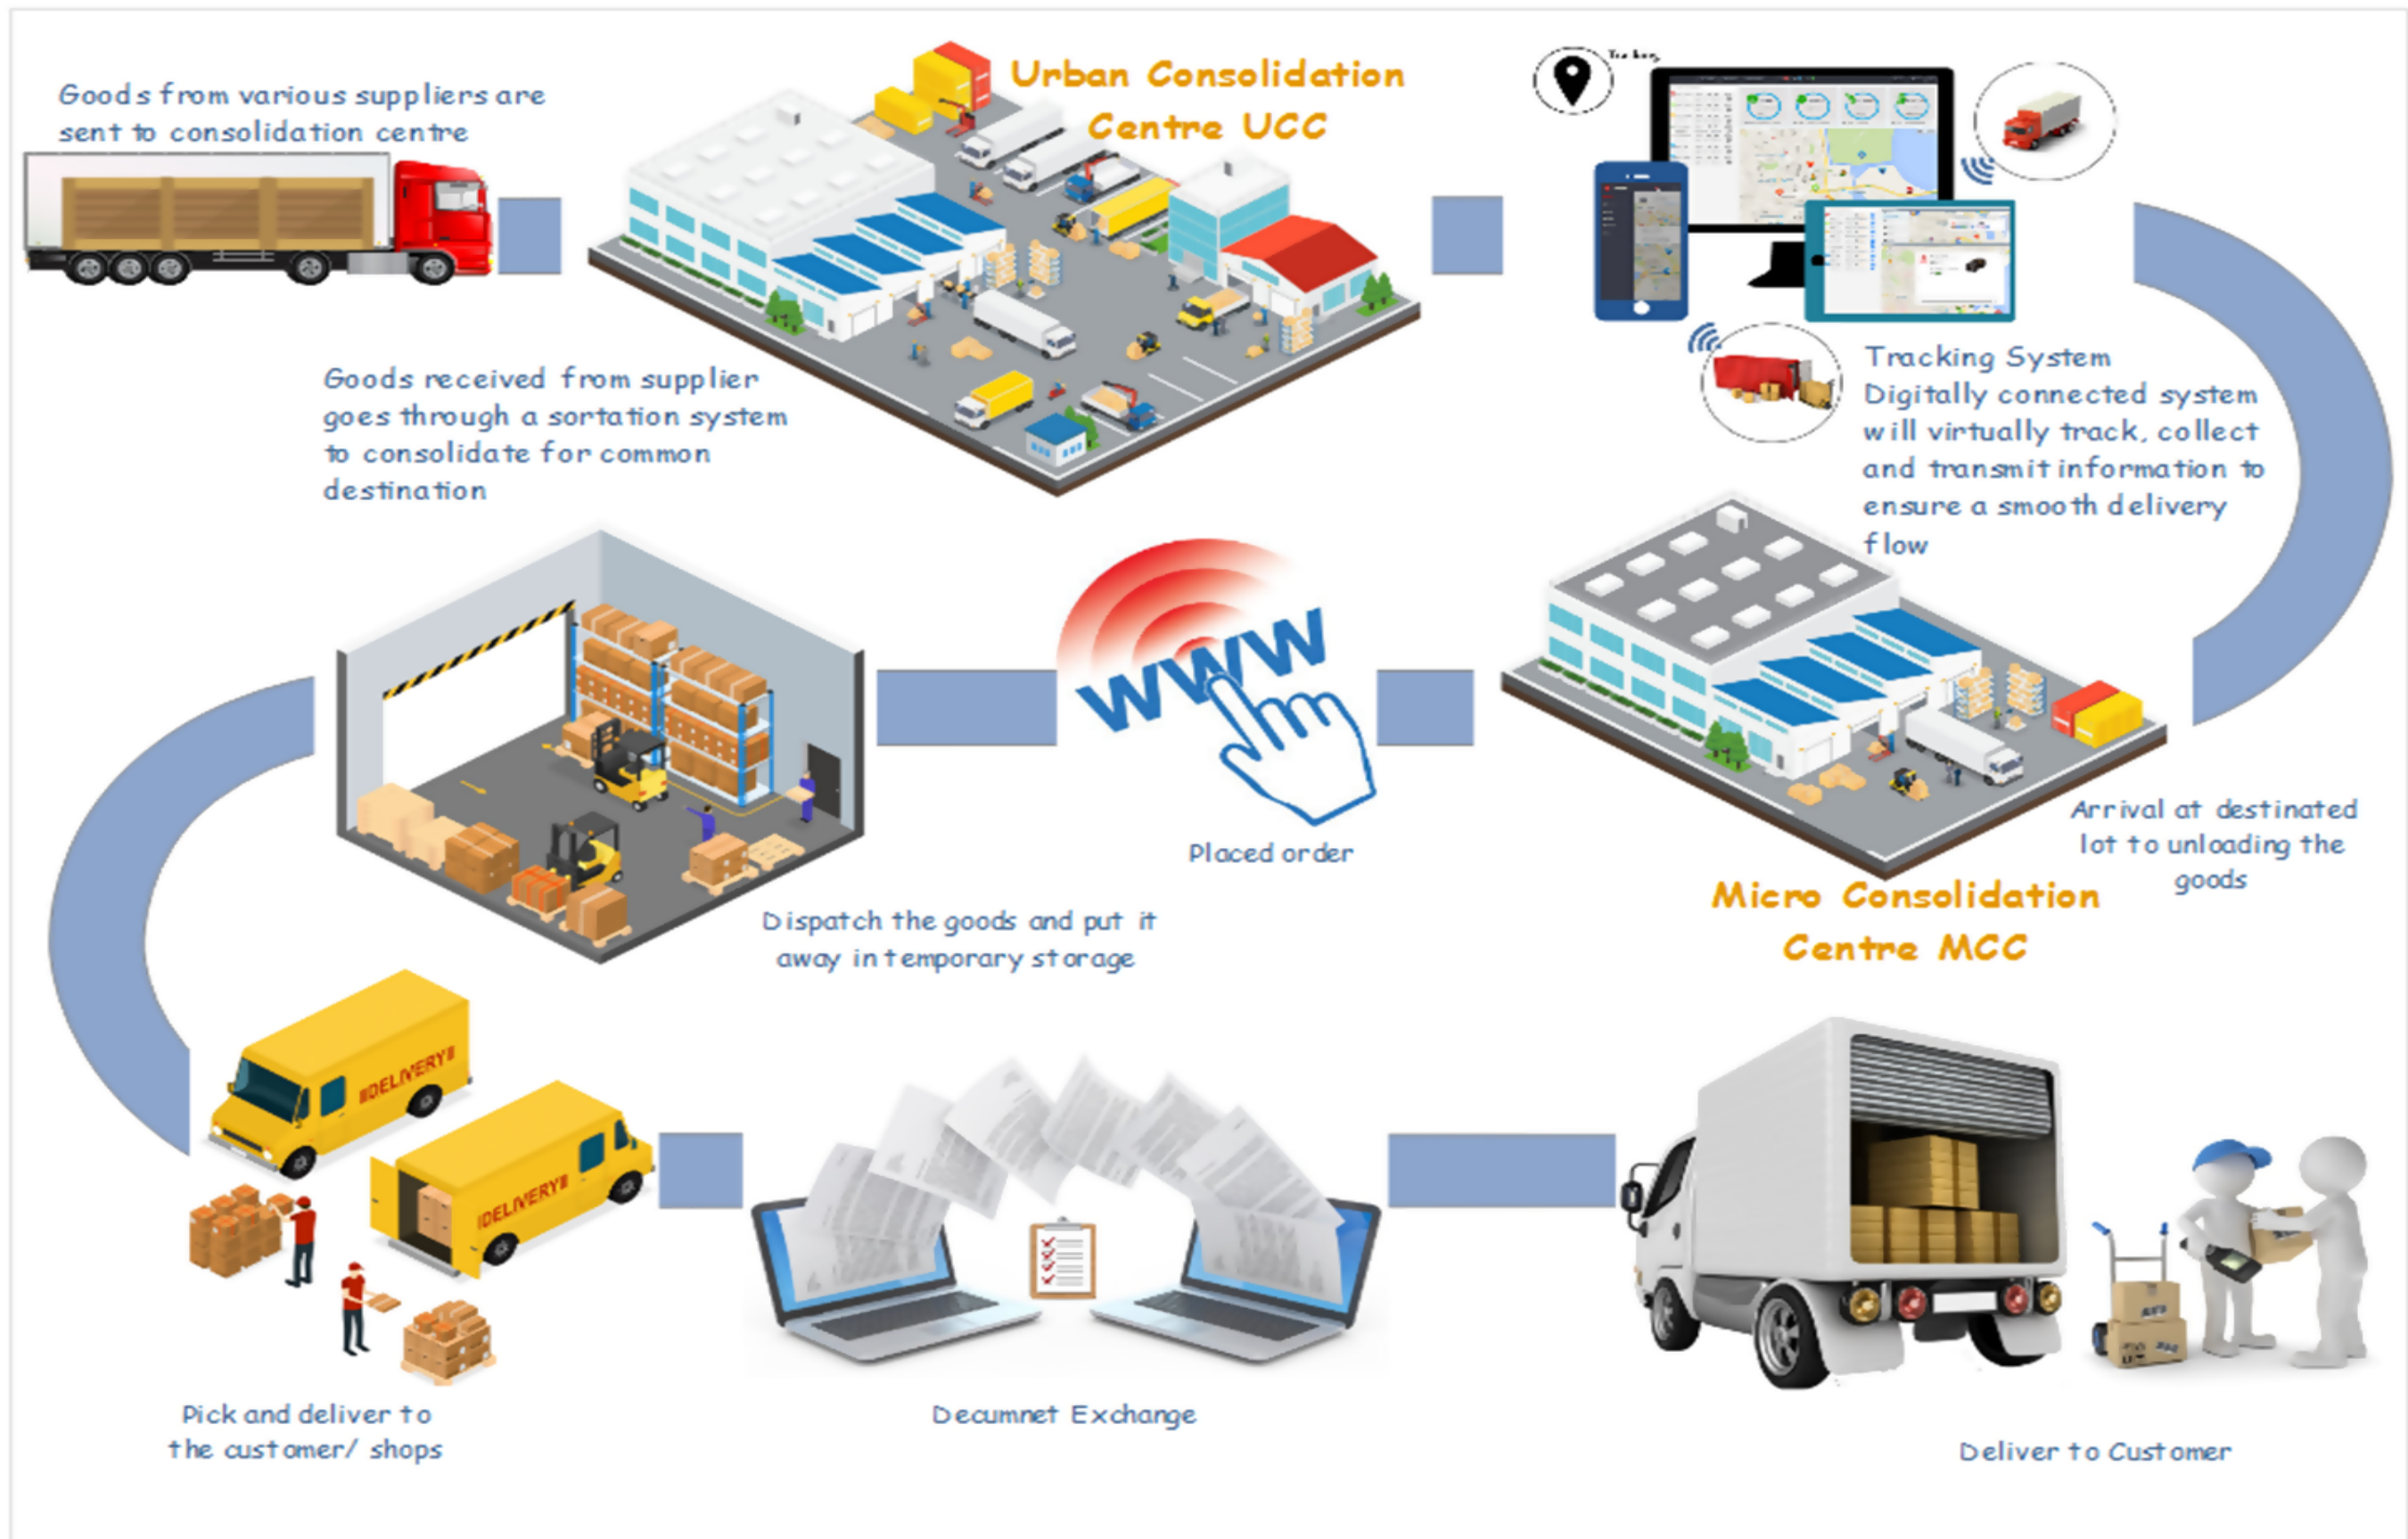 Goods from various suppliers are
sent to consolidation centre
Urban Consolidation
Centre UCC
Goods received from supplier
goes through a sortation system
to consolidate for common
destination
Tracking System
Digitally connected system
will virtually track, collect
and transmit information to
ensure a smooth delivery
flow
www
Placed order
Arrival at destinated
lot to unloading the
goods
Micro Consolidation
Centre MCC
Dispatch the goods and put it
away in temporary storage
DELIVERY
DELIVERY
Pick and deliver to
the customer/ shops
Decumnet Exchange
Deliver to Customer